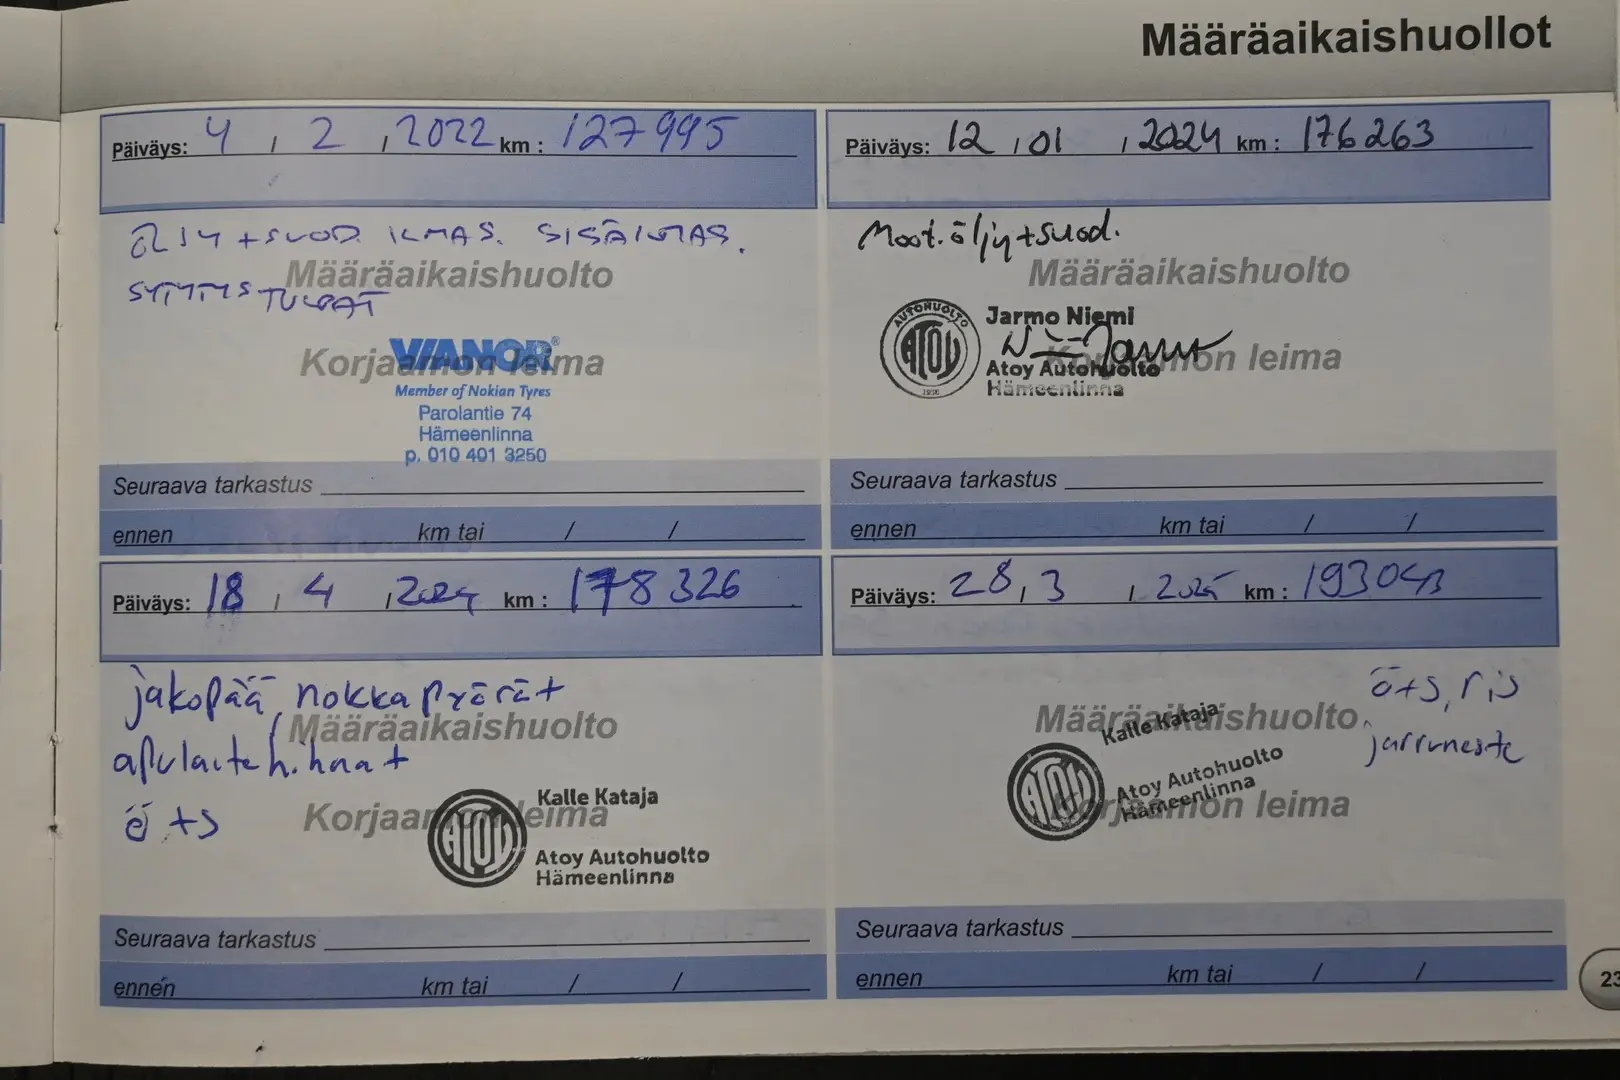 Määräaikaishuollot
Päiväys: 4 / 2 / 2022 km : 127995
ÖLJY + SUOD. ILMAS. SISÄILMAS.
Määräaikaishuolto
SYTYTYSTULPAT
VIANOR®
Korjaamon leima
Member of Nokian Tyres
Parolantie 74
Hämeenlinna
p. 010 401 3250
Seuraava tarkastus
ennen km tai / /
Päiväys: 12 / 01 / 2024 km : 176263
Moot. öljy + suod.
Määräaikaishuolto
AUTOHUOLTO
ATOY
Jarmo Niemi
Korjaamon leima
Atoy Autohuolto
Hämeenlinna
Seuraava tarkastus
ennen km tai / /
Päiväys: 18 / 4 / 2024 km : 178326
jakopää, nokkapyörät
Määräaikaishuolto
apulaitehihnat
ö + s
Korjaamon leima
ATOY
Kalle Kataja
Atoy Autohuolto
Hämeenlinna
Seuraava tarkastus
ennen km tai / /
Päiväys: 28 / 3 / 2025 km : 193043
ö+s, ris
Määräaikaishuolto
jarruneste
Kalle Kataja
ATOY
Atoy Autohuolto
Hämeenlinna
Korjaamon leima
Seuraava tarkastus
ennen km tai / /
23